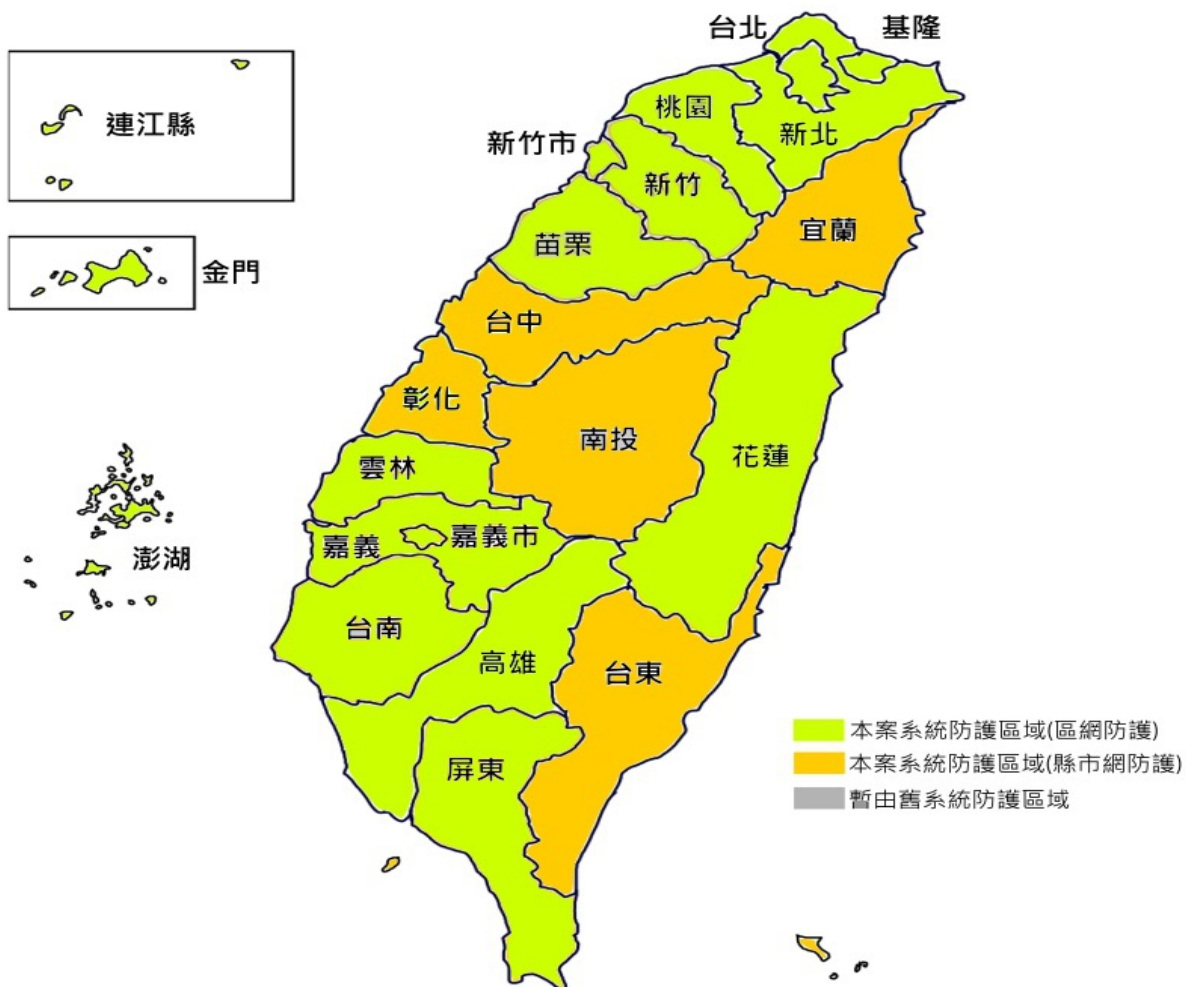 台北
基隆
桃園
連江縣
新北
新竹市
新竹
宜蘭
苗栗
金門
台中
彰化
南投
花蓮
雲林
嘉義
嘉義市
澎湖
台南
高雄
台東
本案系統防護區域(區網防護)
屏東
本案系統防護區域(縣市網防護)
暫由舊系統防護區域